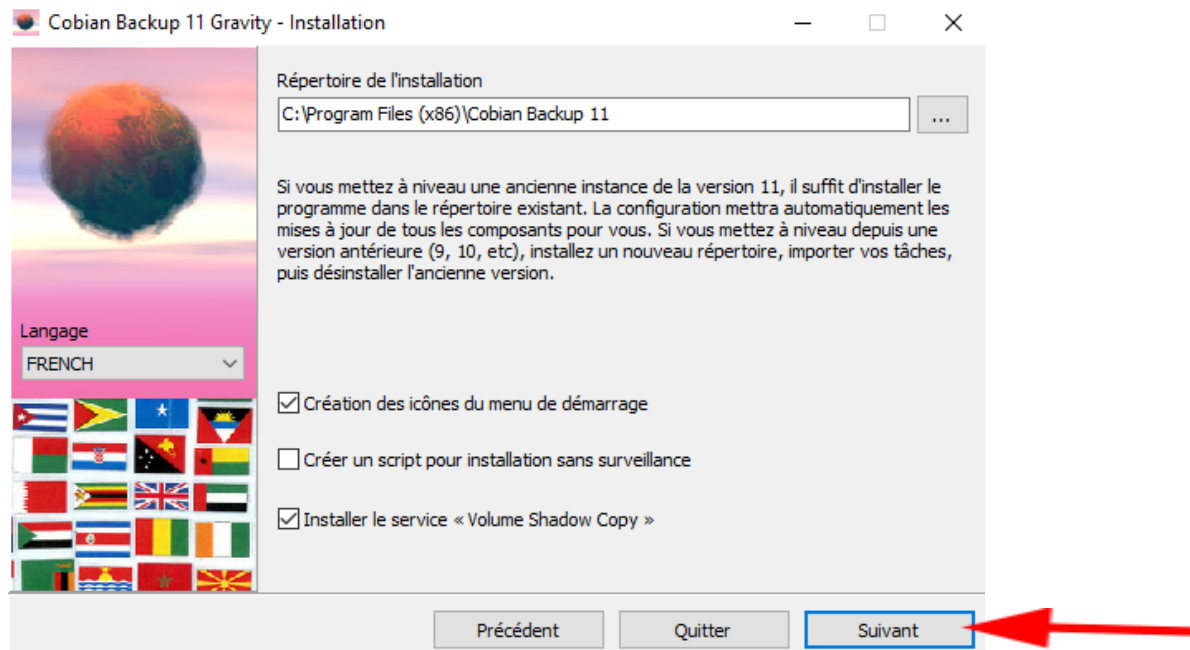 Cobian Backup 11 Gravity - Installation
Répertoire de l'installation
C:\Program Files (x86)\Cobian Backup 11
...
Si vous mettez à niveau une ancienne instance de la version 11, il suffit d'installer le
programme dans le répertoire existant. La configuration mettra automatiquement les
mises à jour de tous les composants pour vous. Si vous mettez à niveau depuis une
version antérieure (9, 10, etc), installez un nouveau répertoire, importer vos tâches,
puis désinstaller l'ancienne version.
Langage
FRENCH
Création des icônes du menu de démarrage
Créer un script pour installation sans surveillance
Installer le service « Volume Shadow Copy »
Précédent
Quitter
Suivant